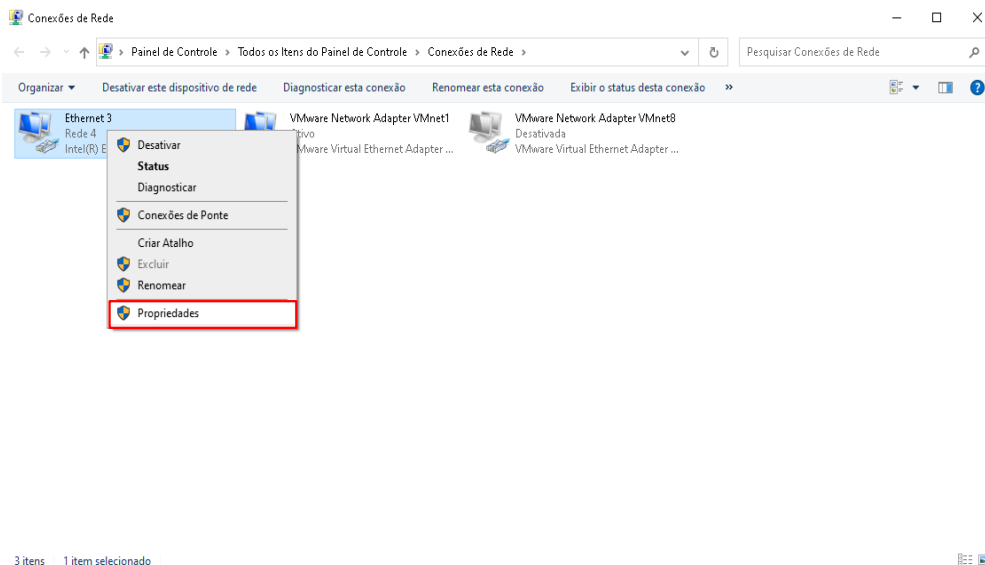 Conexões de Rede
Painel de Controle > Todos os Itens do Painel de Controle > Conexões de Rede >
Pesquisar Conexões de Rede
Organizar Desativar este dispositivo de rede Diagnosticar esta conexão Renomear esta conexão Exibir o status desta conexão »
Ethernet 3
Rede 4
Intel(R) E
VMware Network Adapter VMnet1
tivo
VMware Virtual Ethernet Adapter ...
VMware Network Adapter VMnet8
Desativada
VMware Virtual Ethernet Adapter ...
Desativar
Status
Diagnosticar
Conexões de Ponte
Criar Atalho
Excluir
Renomear
Propriedades
3 itens 1 item selecionado